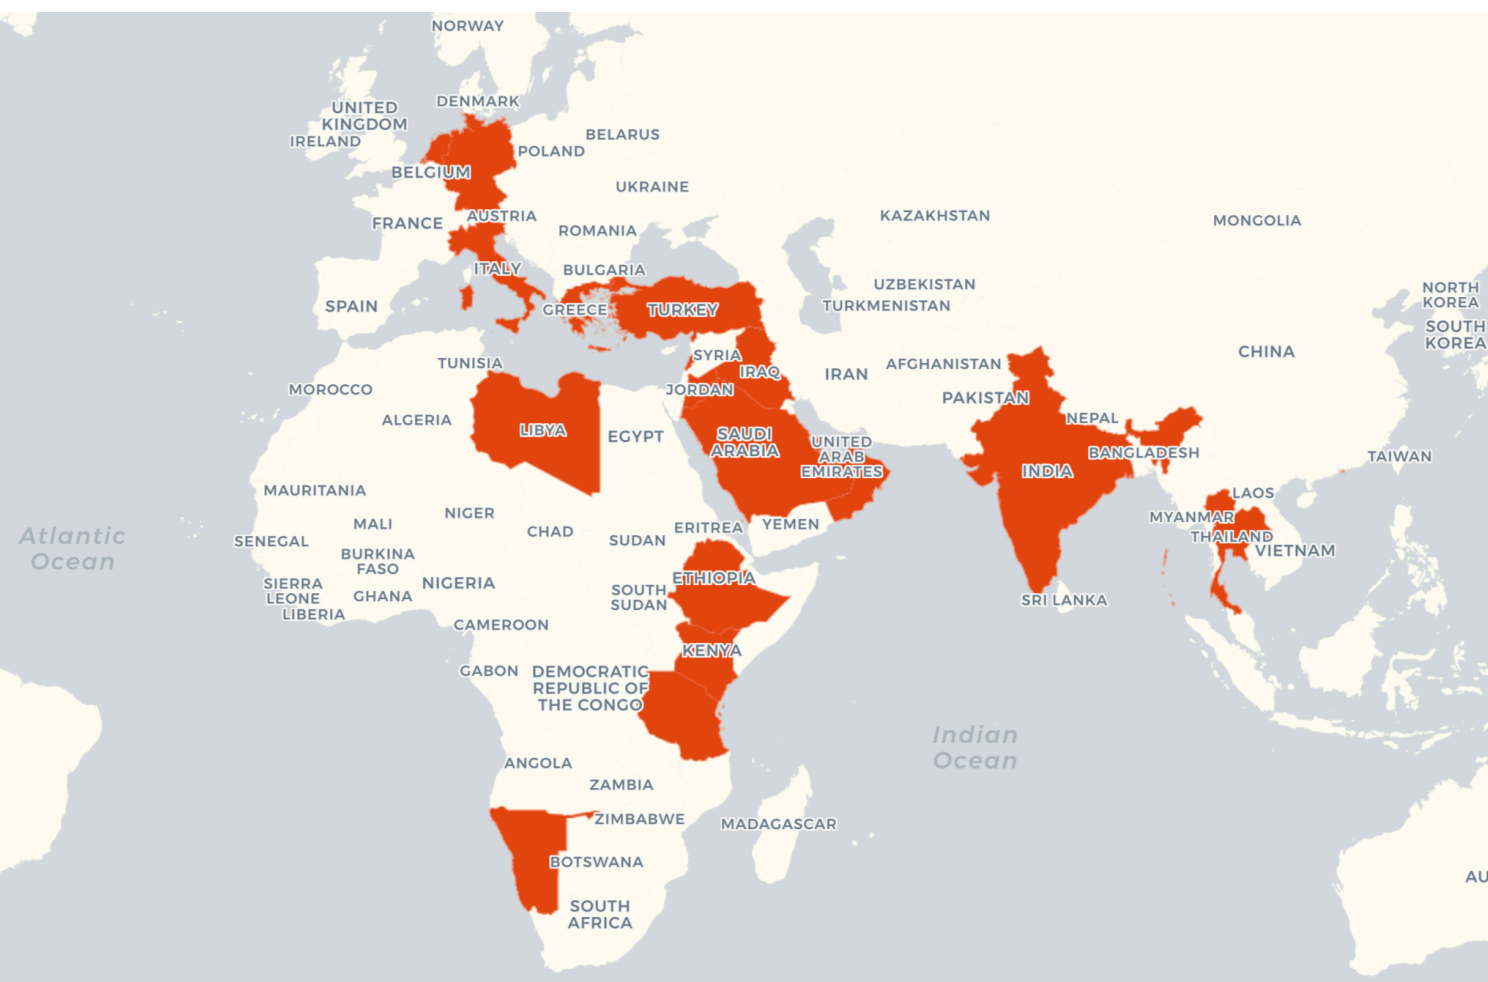 NORWAY
DENMARK
UNITED
KINGDOM
IRELAND
BELARUS
POLAND
BELGIUM
UKRAINE
FRANCE
AUSTRIA
KAZAKHSTAN
MONGOLIA
ROMANIA
ITALY
BULGARIA
UZBEKISTAN
NORTH
KOREA
SPAIN
GREECE
TURKEY
TURKMENISTAN
SOUTH
KOREA
TUNISIA
SYRIA
IRAQ
IRAN
AFGHANISTAN
CHINA
MOROCCO
JORDAN
PAKISTAN
ALGERIA
LIBYA
EGYPT
SAUDI
ARABIA
UNITED
ARAB
EMIRATES
NEPAL
BANGLADESH
INDIA
TAIWAN
MAURITANIA
MALI
NIGER
CHAD
SUDAN
ERITREA
YEMEN
LAOS
MYANMAR
THAILAND
VIETNAM
Atlantic
Ocean
SENEGAL
BURKINA
FASO
SIERRA
LEONE
GHANA
NIGERIA
SOUTH
SUDAN
ETHIOPIA
SRI LANKA
LIBERIA
CAMEROON
KENYA
GABON
DEMOCRATIC
REPUBLIC OF
THE CONGO
Indian
Ocean
ANGOLA
ZAMBIA
ZIMBABWE
MADAGASCAR
BOTSWANA
SOUTH
AFRICA
AU